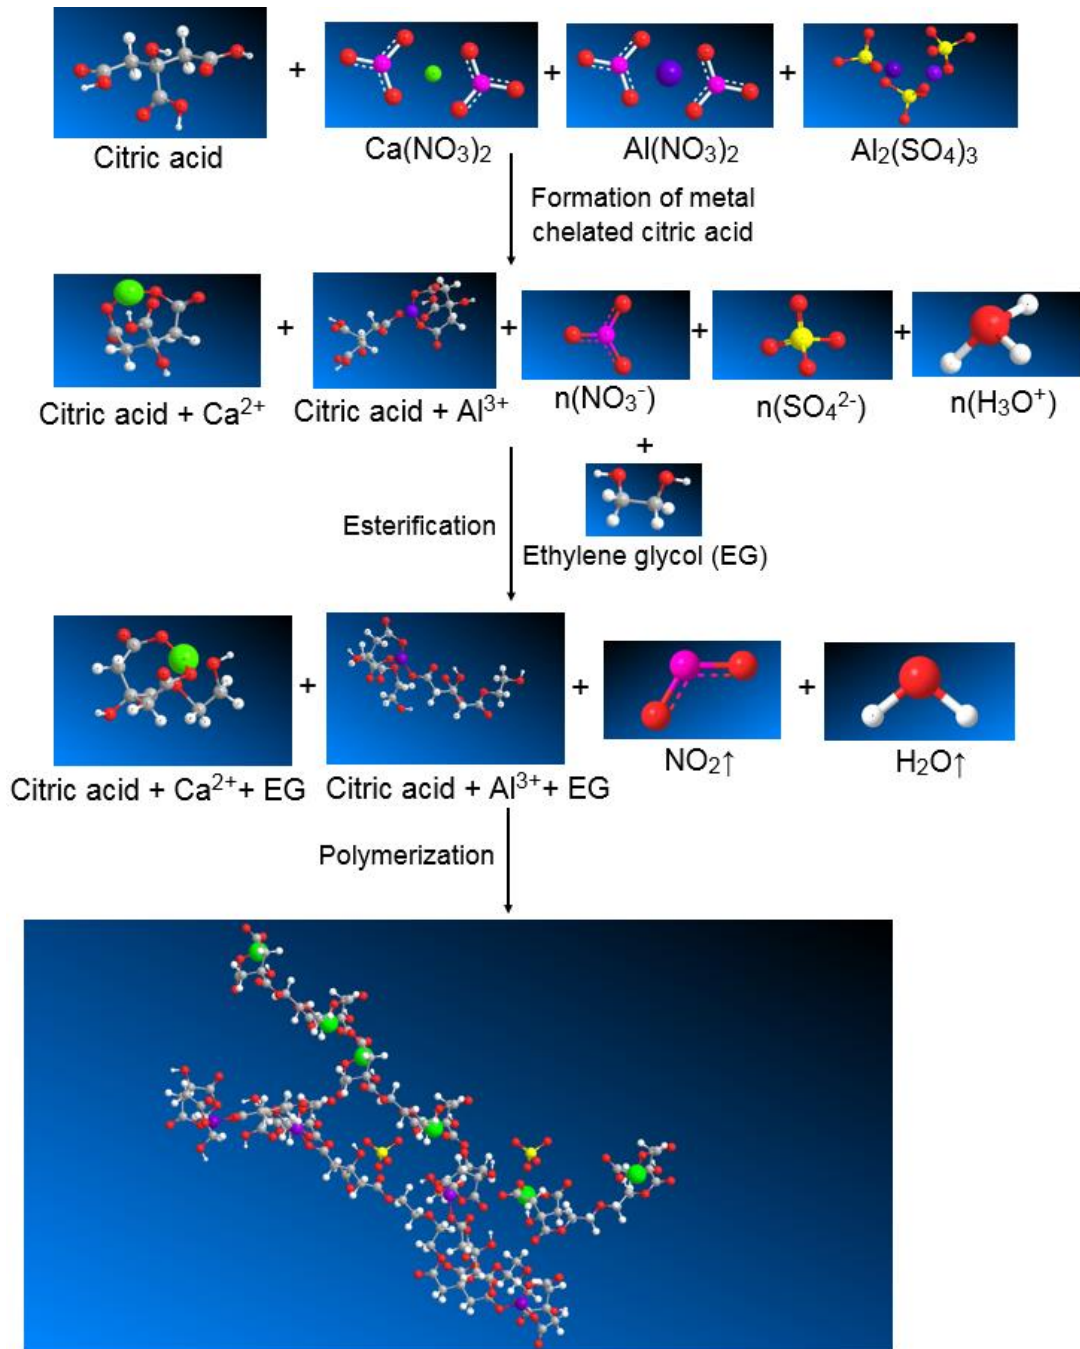 + + +
Citric acid Ca(NO₃)₂ Al(NO₃)₂ Al₂(SO₄)₃
Formation of metal
chelated citric acid
+ + + +
Citric acid + Ca²⁺ Citric acid + Al³⁺ n(NO₃⁻) n(SO₄²⁻) n(H₃O⁺)
+
Esterification
Ethylene glycol (EG)
+ + +
Citric acid + Ca²⁺+ EG Citric acid + Al³⁺+ EG NO₂↑ H₂O↑
Polymerization